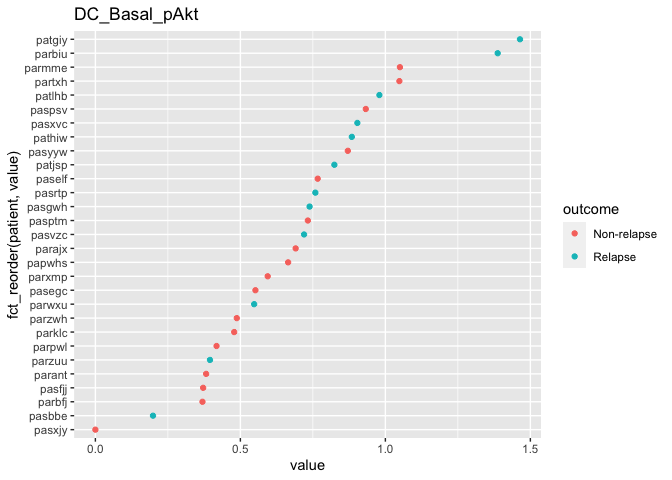 DC_Basal_pAkt
fct_reorder(patient, value)
patgiy
parbiu
parmme
partxh
patlhb
paspsv
pasxvc
pathiw
pasyyw
patjsp
paself
pasrtp
pasgwh
pasptm
pasvzc
parajx
papwhs
parxmp
pasegc
parwxu
parzwh
parklc
parpwl
parzuu
parant
pasfjj
parbfj
pasbbe
pasxjy
0.0 0.5 1.0 1.5
value
outcome
Non-relapse
Relapse